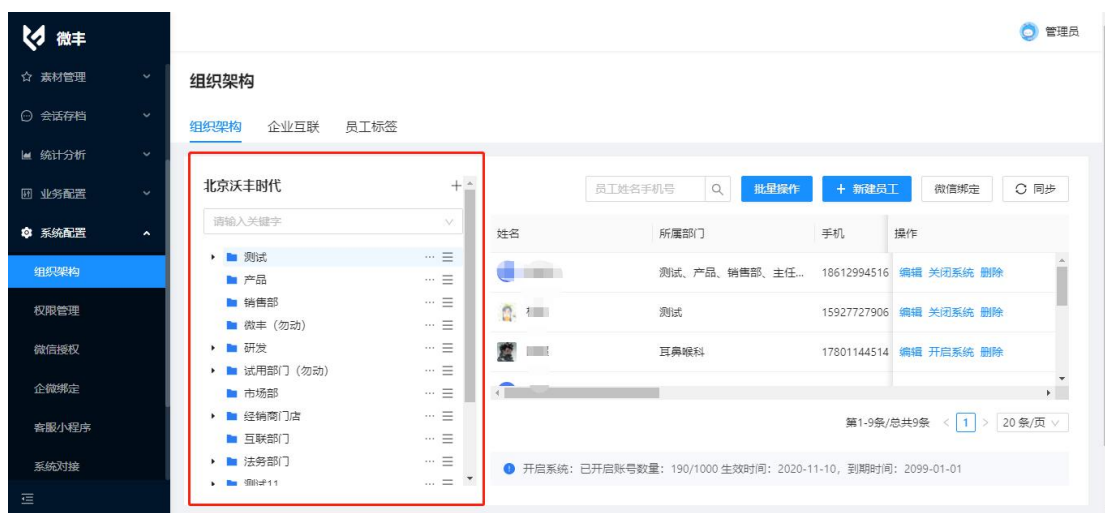 微丰
管理员
素材管理
会话存档
统计分析
业务配置
系统配置
组织架构
权限管理
微信授权
企微绑定
客服小程序
系统对接
组织架构
组织架构 企业互联 员工标签
北京沃丰时代 +
请输入关键字
测试
产品
销售部
微丰（勿动）
研发
试用部门（勿动）
市场部
经销商门店
互联部门
法务部门
测试11
员工姓名手机号 批量操作 + 新建员工 微信绑定 同步
姓名 所属部门 手机 操作
测试、产品、销售部、主任... 18612994516 编辑 关闭系统 删除
测试 15927727906 编辑 关闭系统 删除
耳鼻喉科 17801144514 编辑 开启系统 删除
第1-9条/总共9条 < 1 > 20 条/页
开启系统：已开启账号数量：190/1000 生效时间：2020-11-10，到期时间：2099-01-01